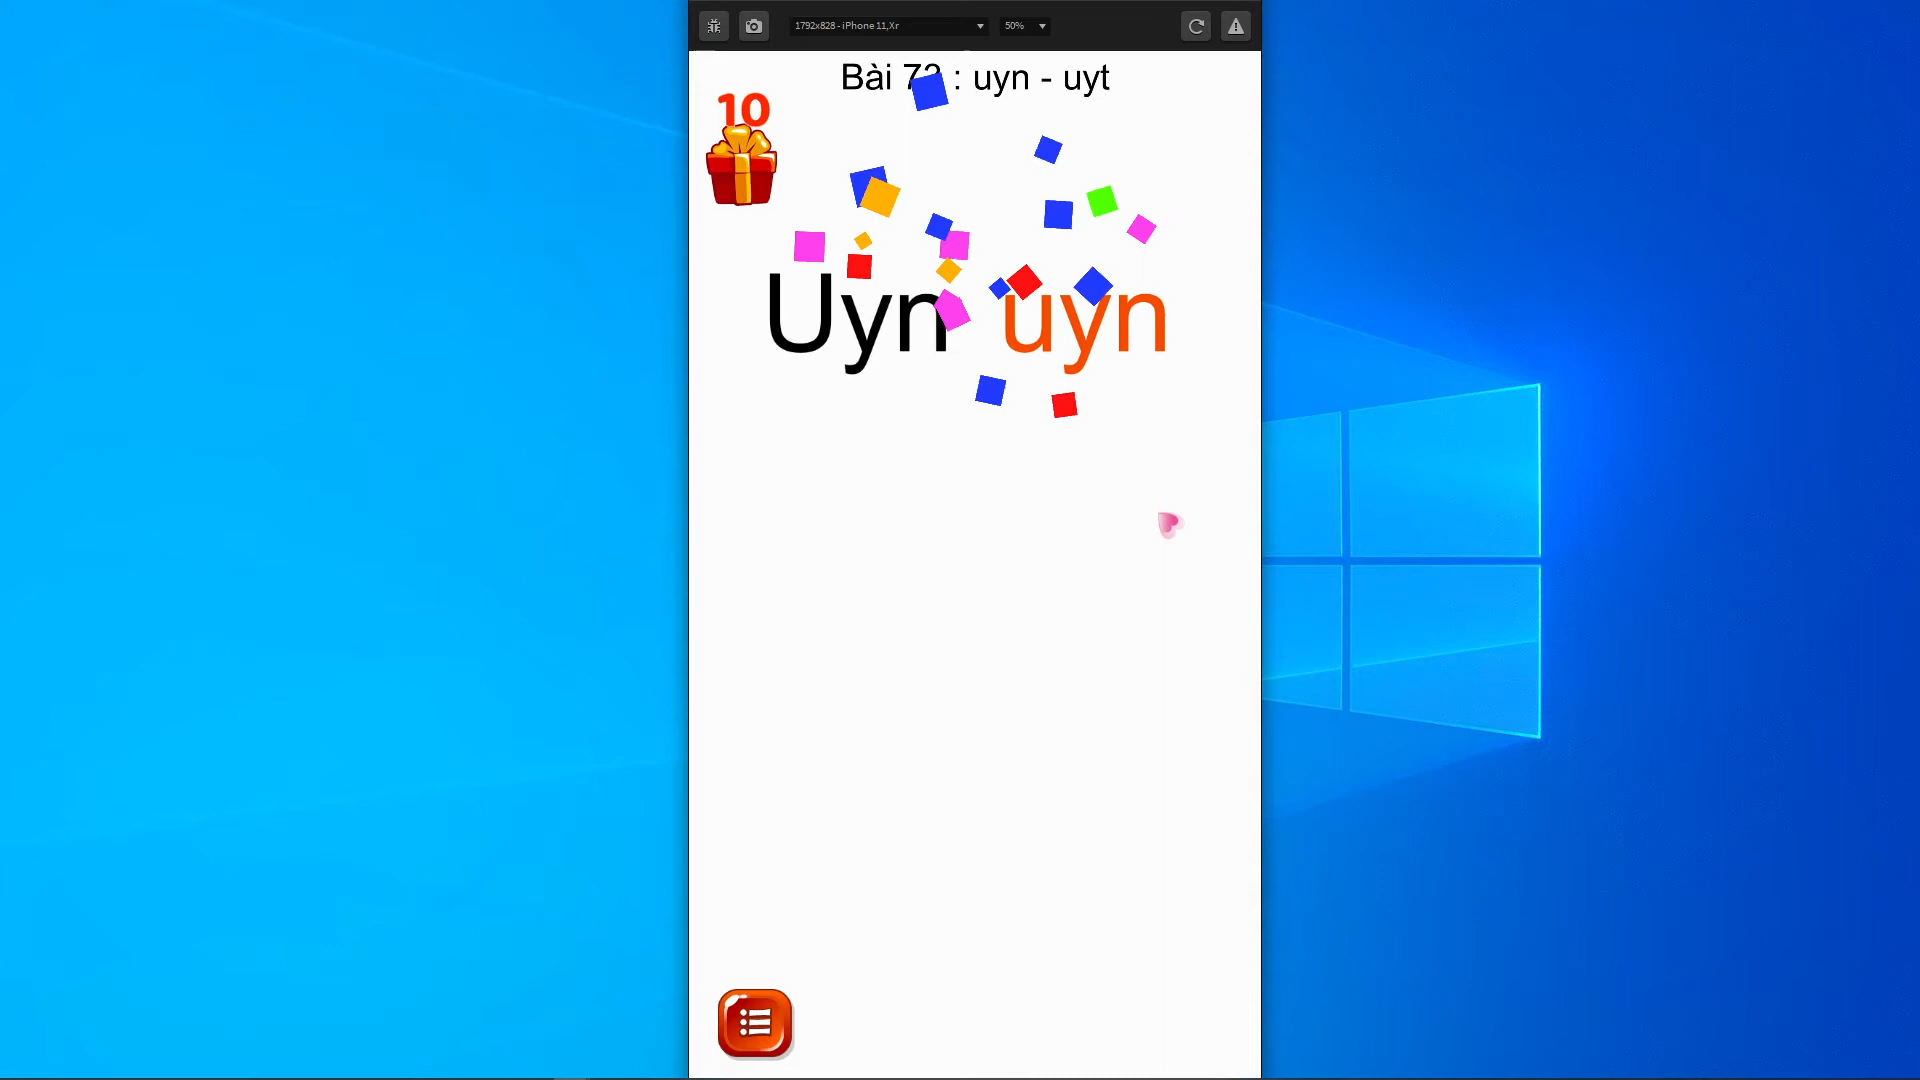 1792x828 - iPhone 11,Xr 50%
Bài : uyn - uyt
10
Uyn uyn